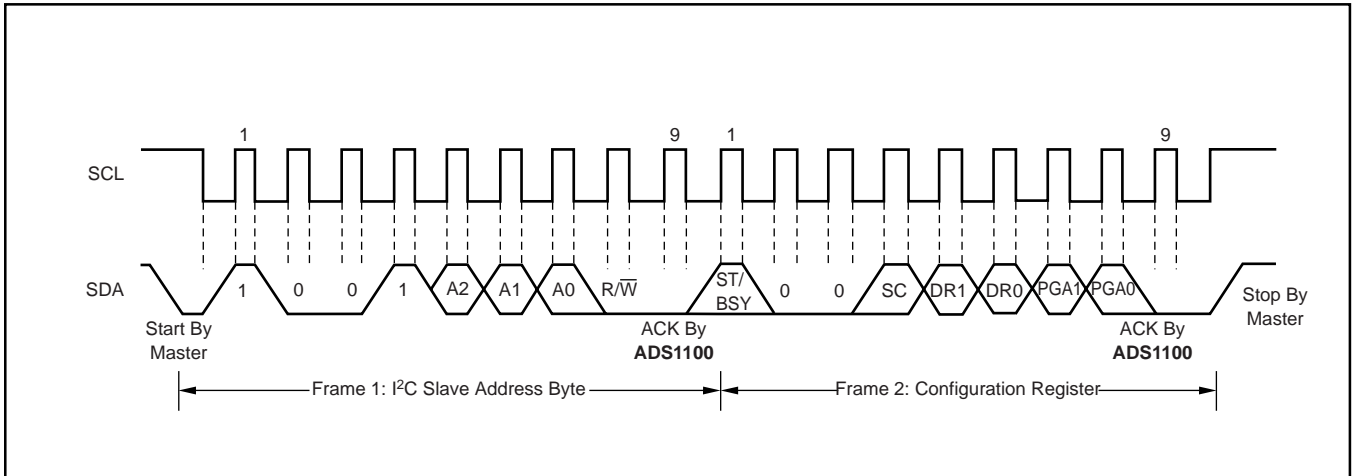 1 9 1 9
SCL
SDA
1 0 0 1 A2 A1 A0 R/W̅ ST/BSY 0 0 SC DR1 DR0 PGA1 PGA0
Start By
Master
ACK By
ADS1100
ACK By
ADS1100
Stop By
Master
Frame 1: I²C Slave Address Byte
Frame 2: Configuration Register